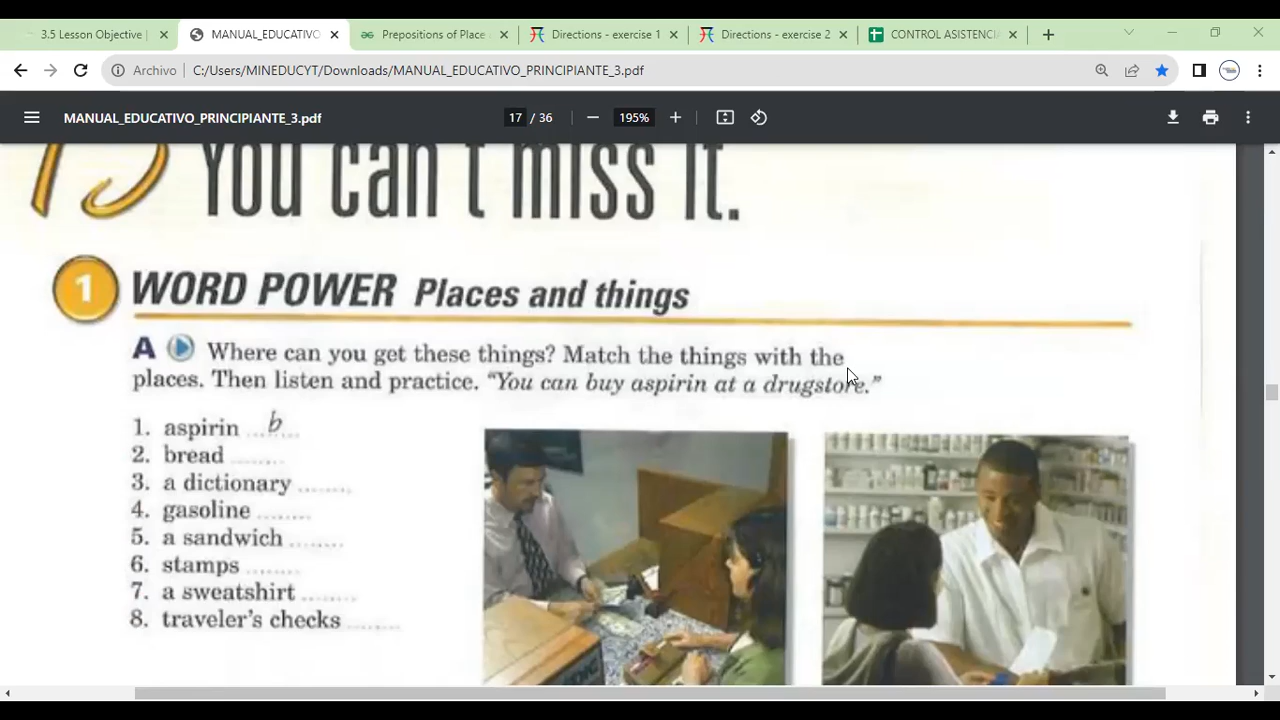 3.5 Lesson Objective |
MANUAL_EDUCATIVO
Prepositions of Place
Directions - exercise 1
Directions - exercise 2
CONTROL ASISTENCI
Archivo
C:/Users/MINEDUCYT/Downloads/MANUAL_EDUCATIVO_PRINCIPIANTE_3.pdf
MANUAL_EDUCATIVO_PRINCIPIANTE_3.pdf
17 / 36
195%
You can't miss it.
1 WORD POWER Places and things
A Where can you get these things? Match the things with the
places. Then listen and practice. "You can buy aspirin at a drugstore."
1. aspirin b
2. bread ........
3. a dictionary ........
4. gasoline ........
5. a sandwich ........
6. stamps ........
7. a sweatshirt ........
8. traveler's checks ........